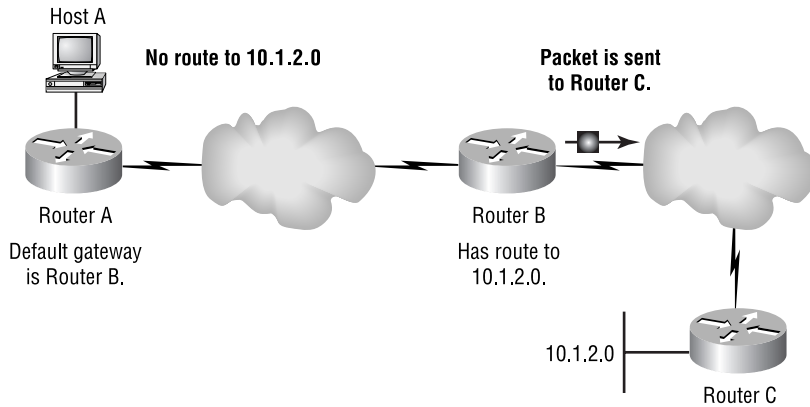 Host A
No route to 10.1.2.0
Packet is sent
to Router C.
Router A
Default gateway
is Router B.
Router B
Has route to
10.1.2.0.
10.1.2.0
Router C